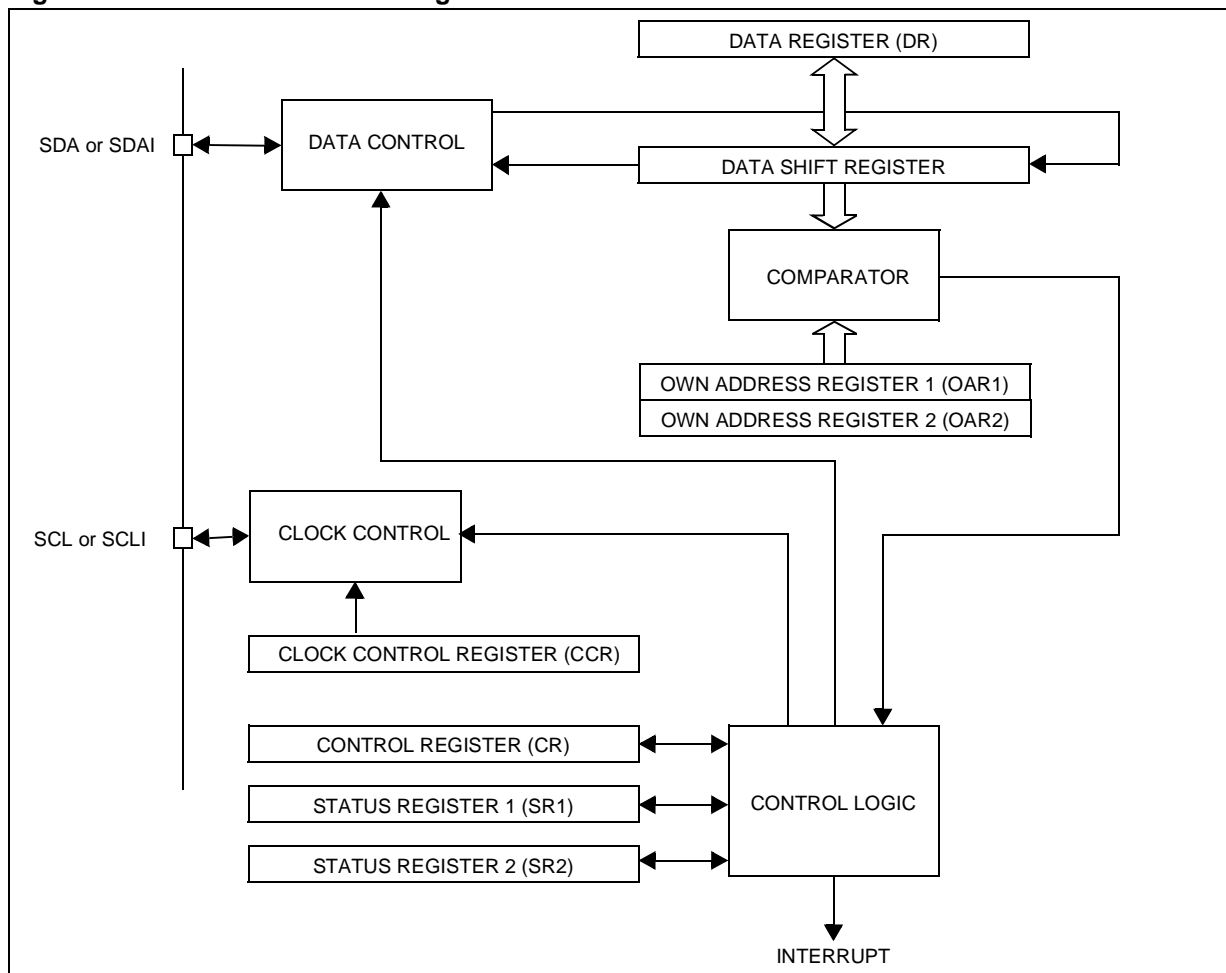 DATA REGISTER (DR)
SDA or SDAI
DATA CONTROL
DATA SHIFT REGISTER
COMPARATOR
OWN ADDRESS REGISTER 1 (OAR1)
OWN ADDRESS REGISTER 2 (OAR2)
SCL or SCLI
CLOCK CONTROL
CLOCK CONTROL REGISTER (CCR)
CONTROL REGISTER (CR)
STATUS REGISTER 1 (SR1)
CONTROL LOGIC
STATUS REGISTER 2 (SR2)
INTERRUPT